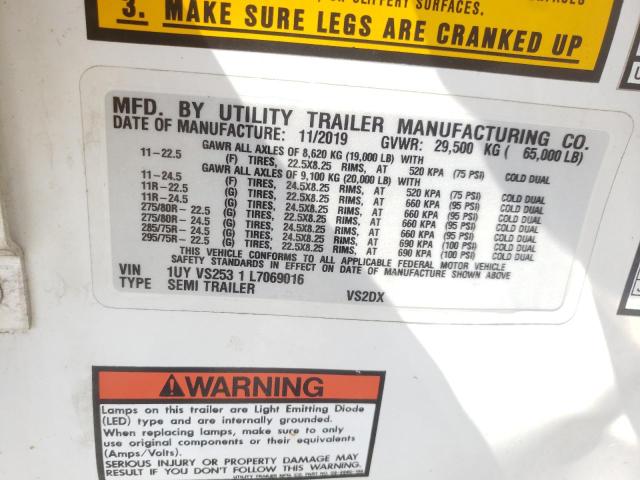 OR SLIPPERY SURFACES.
3. MAKE SURE LEGS ARE CRANKED UP
MFD. BY UTILITY TRAILER MANUFACTURING CO.
DATE OF MANUFACTURE: 11/2019 GVWR: 29,500 KG ( 65,000 LB)
GAWR ALL AXLES OF 8,620 KG (19,000 LB) WITH
11-22.5 (F) TIRES, 22.5X8.25 RIMS, AT 520 KPA (75 PSI) COLD DUAL
GAWR ALL AXLES OF 9,100 KG (20,000 LB) WITH
11-24.5 (F) TIRES, 24.5X8.25 RIMS, AT 520 KPA (75 PSI) COLD DUAL
11R-22.5 (G) TIRES, 22.5X8.25 RIMS, AT 660 KPA (95 PSI) COLD DUAL
11R-24.5 (G) TIRES, 24.5X8.25 RIMS, AT 660 KPA (95 PSI) COLD DUAL
275/80R- 22.5 (G) TIRES, 22.5X8.25 RIMS, AT 660 KPA (95 PSI) COLD DUAL
275/80R- 24.5 (G) TIRES, 24.5X8.25 RIMS, AT 660 KPA (95 PSI) COLD DUAL
285/75R- 24.5 (G) TIRES, 24.5X8.25 RIMS, AT 690 KPA (100 PSI) COLD DUAL
295/75R- 22.5 (G) TIRES, 22.5X8.25 RIMS, AT 690 KPA (100 PSI) COLD DUAL
THIS VEHICLE CONFORMS TO ALL APPLICABLE FEDERAL MOTOR VEHICLE
SAFETY STANDARDS IN EFFECT ON DATE OF MANUFACTURE SHOWN ABOVE
VIN 1UY VS253 1 L7069016
TYPE SEMI TRAILER VS2DX
WARNING
Lamps on this trailer are Light Emitting Diode
(LED) type and are internally grounded.
When replacing lamps, make sure to only
use original components or their equivalents
(Amps/Volts).
SERIOUS INJURY OR PROPERTY DAMAGE MAY
RESULT IF YOU DON'T FOLLOW THIS WARNING.
UTILITY TRAILER MFG CO. PART NO.